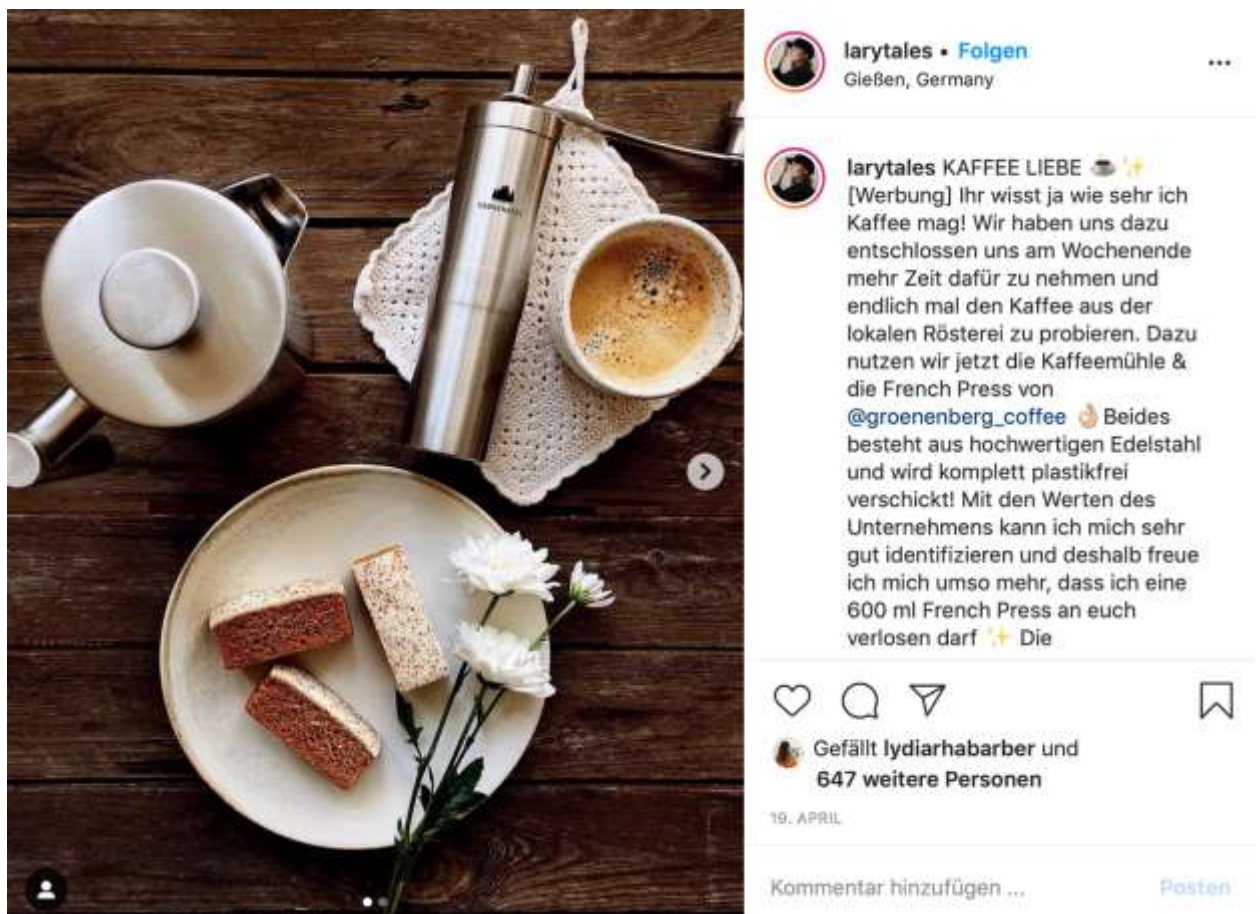 larytales • Folgen
Gießen, Germany
larytales KAFFEE LIEBE ☕✨
[Werbung] Ihr wisst ja wie sehr ich
Kaffee mag! Wir haben uns dazu
entschlossen uns am Wochenende
mehr Zeit dafür zu nehmen und
endlich mal den Kaffee aus der
lokalen Rösterei zu probieren. Dazu
nutzen wir jetzt die Kaffeemühle &
die French Press von
@groenenberg_coffee 👌🏼 Beides
besteht aus hochwertigen Edelstahl
und wird komplett plastikfrei
verschickt! Mit den Werten des
Unternehmens kann ich mich sehr
gut identifizieren und deshalb freue
ich mich umso mehr, dass ich eine
600 ml French Press an euch
verlosen darf ✨ Die
Gefällt lydiarhabarber und
647 weitere Personen
19. APRIL
Kommentar hinzufügen ... Posten